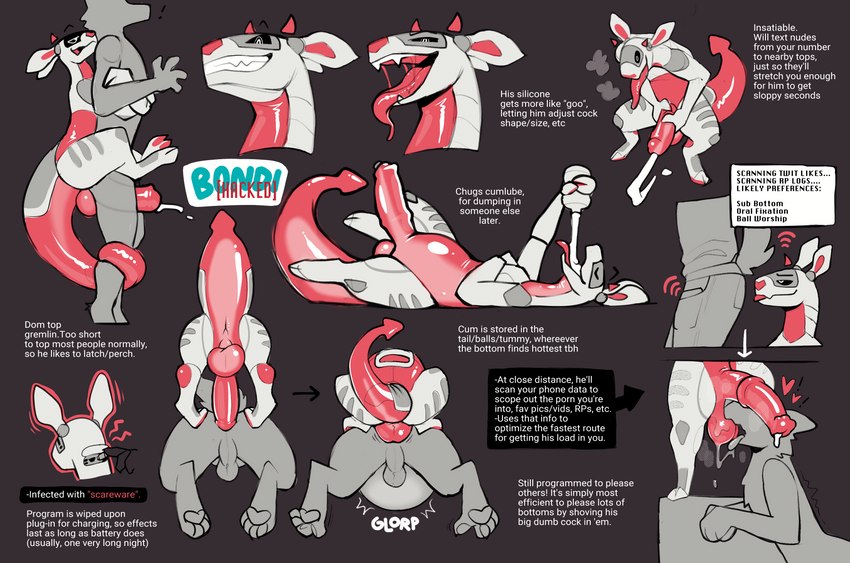 Insatiable.
Will text nudes
from your number
to nearby tops,
just so they'll
stretch you enough
for him to get
sloppy seconds
His silicone
gets more like "goo",
letting him adjust cock
shape/size, etc
BANDI
[HACKED]
Chugs cumlube,
for dumping in
someone else
later.
SCANNING TWIT LIKES...
SCANNING RP LOGS....
LIKELY PREFERENCES:
Sub Bottom
Oral Fixation
Ball Worship
Dom top
gremlin.Too short
to top most people normally,
so he likes to latch/perch.
Cum is stored in the
tail/balls/tummy, whereever
the bottom finds hottest tbh
-At close distance, he'll
scan your phone data to
scope out the porn you're
into, fav pics/vids, RPs, etc.
-Uses that info to
optimize the fastest route
for getting his load in you.
-Infected with "scareware".
Program is wiped upon
plug-in for charging, so effects
last as long as battery does
(usually, one very long night)
GLORP
Still programmed to please
others! It's simply most
efficient to please lots of
bottoms by shoving his
big dumb cock in 'em.